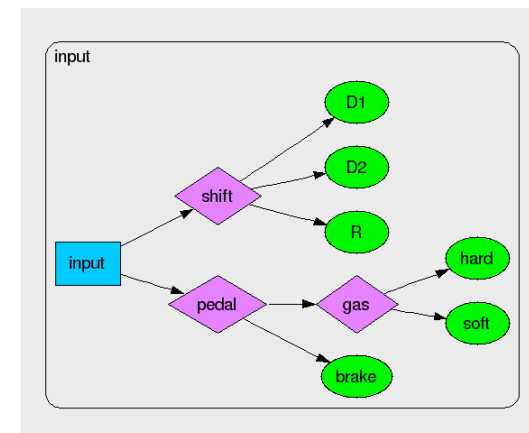 input
D1
D2
shift
R
input
hard
pedal
gas
soft
brake